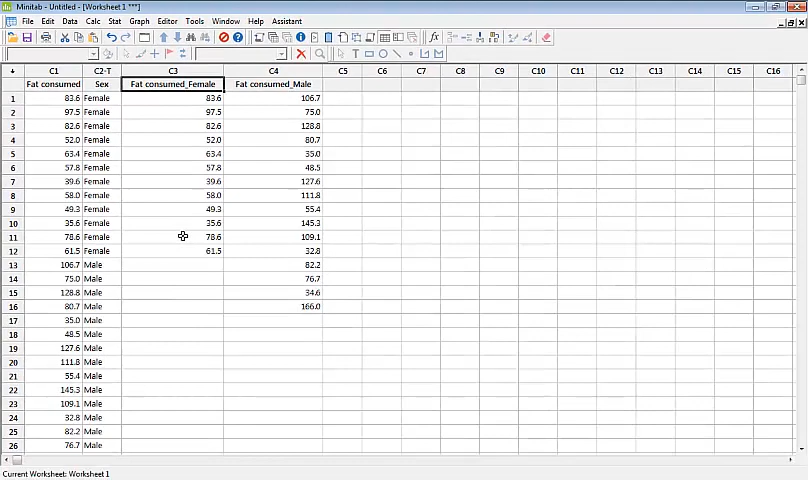 Minitab - Untitled - [Worksheet 1 ***]
File Edit Data Calc Stat Graph Editor Tools Window Help Assistant
C1 C2-T C3 C4 C5 C6 C7 C8 C9 C10 C11 C12 C13 C14 C15 C16
Fat consumed Sex Fat consumed_Female Fat consumed_Male
1 83.6 Female 83.6 106.7
2 97.5 Female 97.5 75.0
3 82.6 Female 82.6 128.8
4 52.0 Female 52.0 80.7
5 63.4 Female 63.4 35.0
6 57.8 Female 57.8 48.5
7 39.6 Female 39.6 127.6
8 58.0 Female 58.0 111.8
9 49.3 Female 49.3 55.4
10 35.6 Female 35.6 145.3
11 78.6 Female 78.6 109.1
12 61.5 Female 61.5 32.8
13 106.7 Male 82.2
14 75.0 Male 76.7
15 128.8 Male 34.6
16 80.7 Male 166.0
17 35.0 Male
18 48.5 Male
19 127.6 Male
20 111.8 Male
21 55.4 Male
22 145.3 Male
23 109.1 Male
24 32.8 Male
25 82.2 Male
26 76.7 Male
Current Worksheet: Worksheet 1